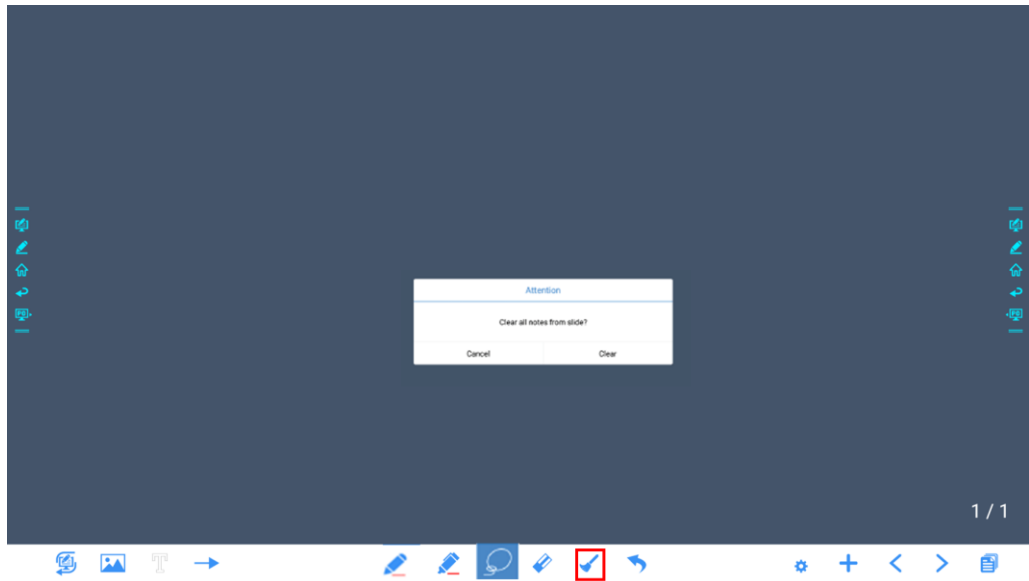 Attention
Clear all notes from slide?
Cancel
Clear
1 / 1
T